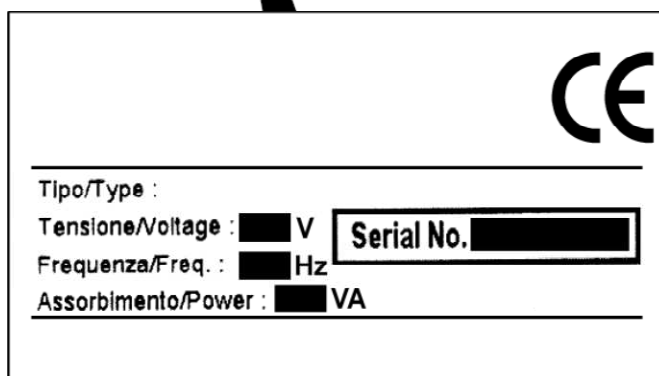 CE
Tipo/Type :
Tensione/Voltage : V
Serial No.
Frequenza/Freq. : Hz
Assorbimento/Power : VA